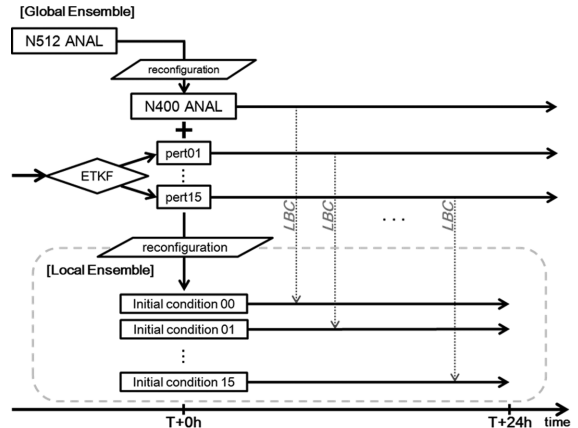 [Global Ensemble]
N512 ANAL
reconfiguration
N400 ANAL
+
pert01
ETKF
⋮
pert15
LBC
LBC
...
LBC
reconfiguration
[Local Ensemble]
Initial condition 00
Initial condition 01
⋮
Initial condition 15
T+0h
T+24h
time